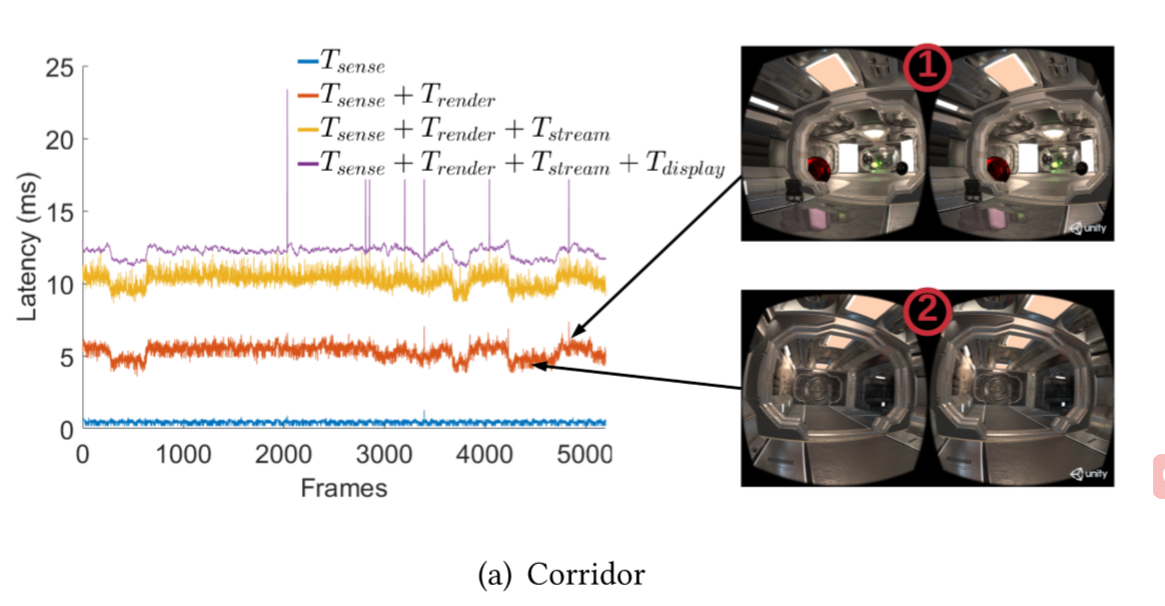 T_sense
T_sense + T_render
T_sense + T_render + T_stream
T_sense + T_render + T_stream + T_display
25
20
15
10
5
0
Latency (ms)
0 1000 2000 3000 4000 5000
Frames
1
unity
2
unity
(a) Corridor